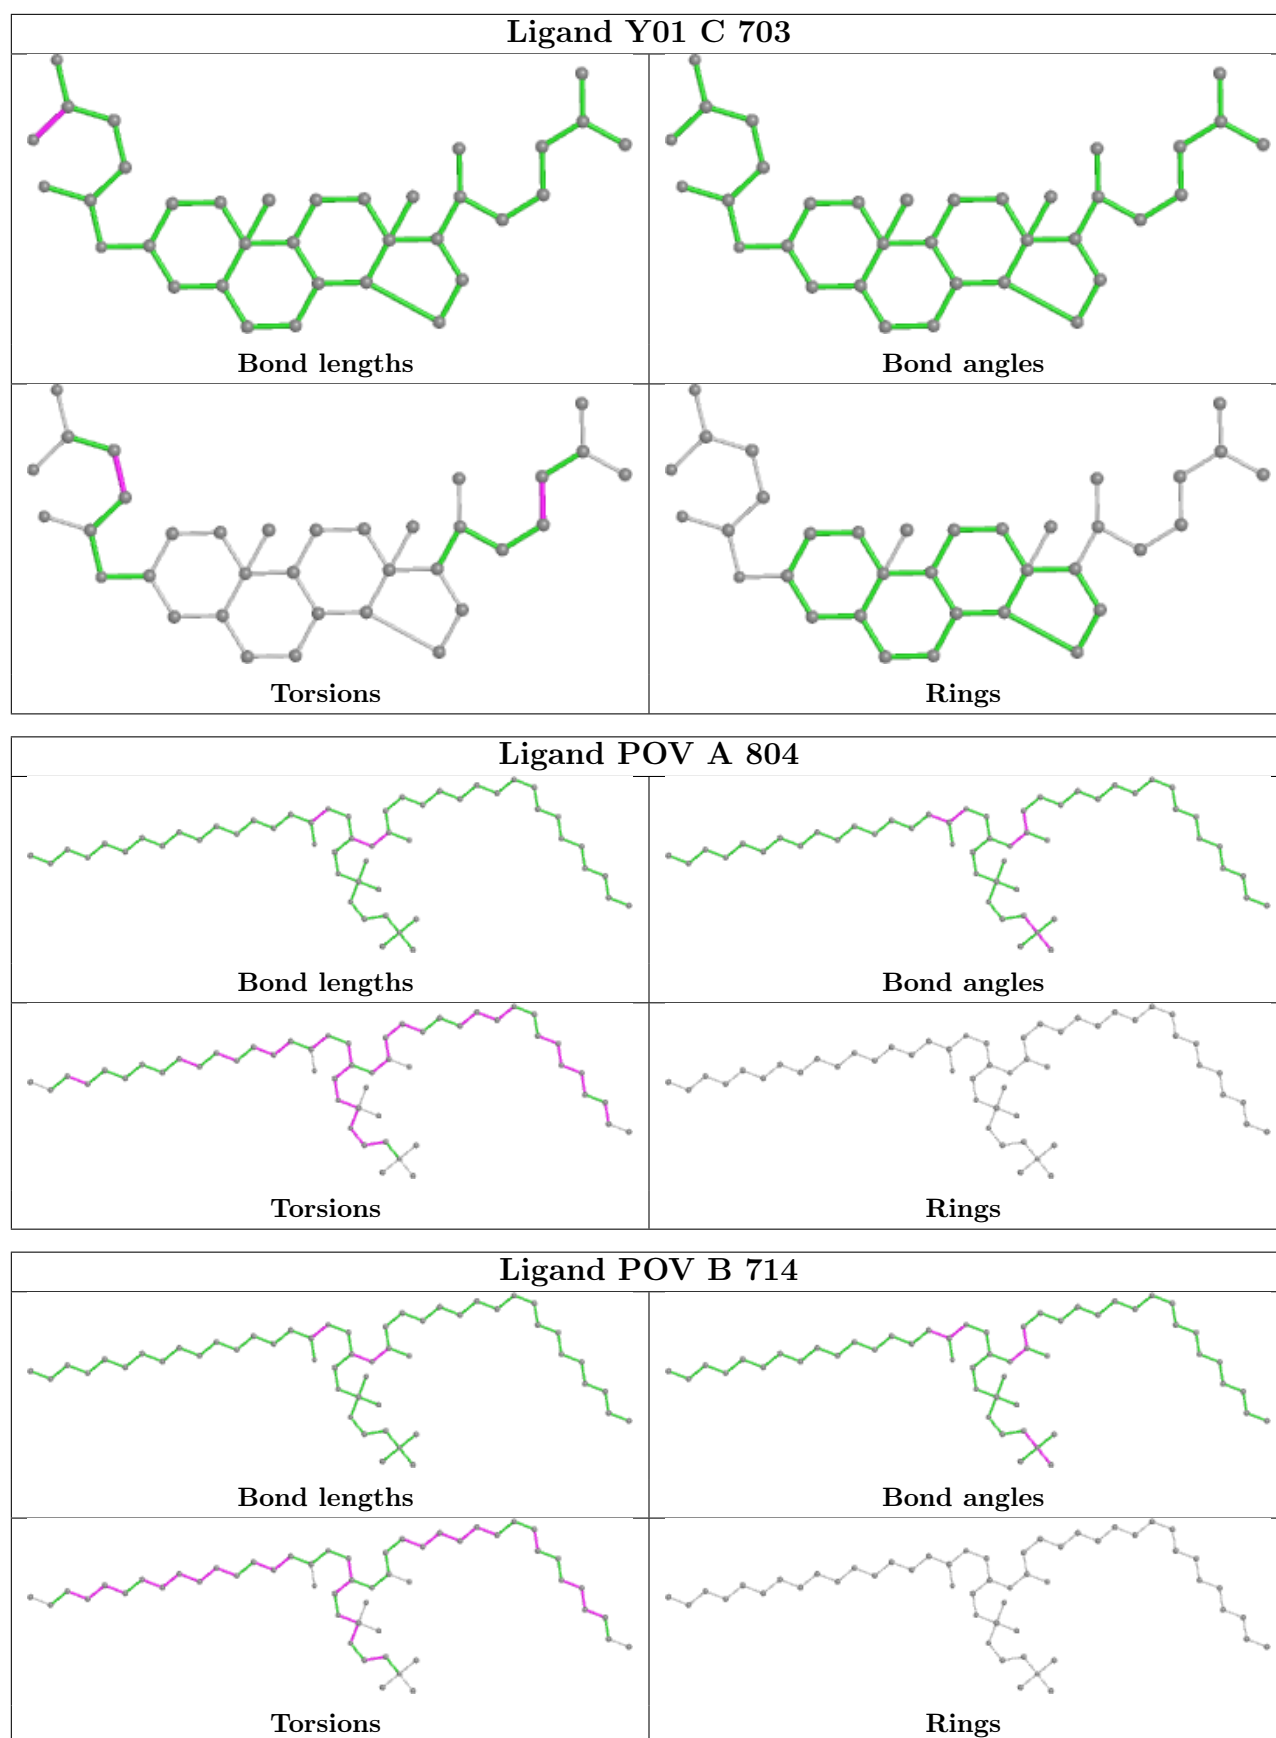 Ligand Y01 C 703
Bond lengths
Bond angles
Torsions
Rings
Ligand POV A 804
Bond lengths
Bond angles
Torsions
Rings
Ligand POV B 714
Bond lengths
Bond angles
Torsions
Rings